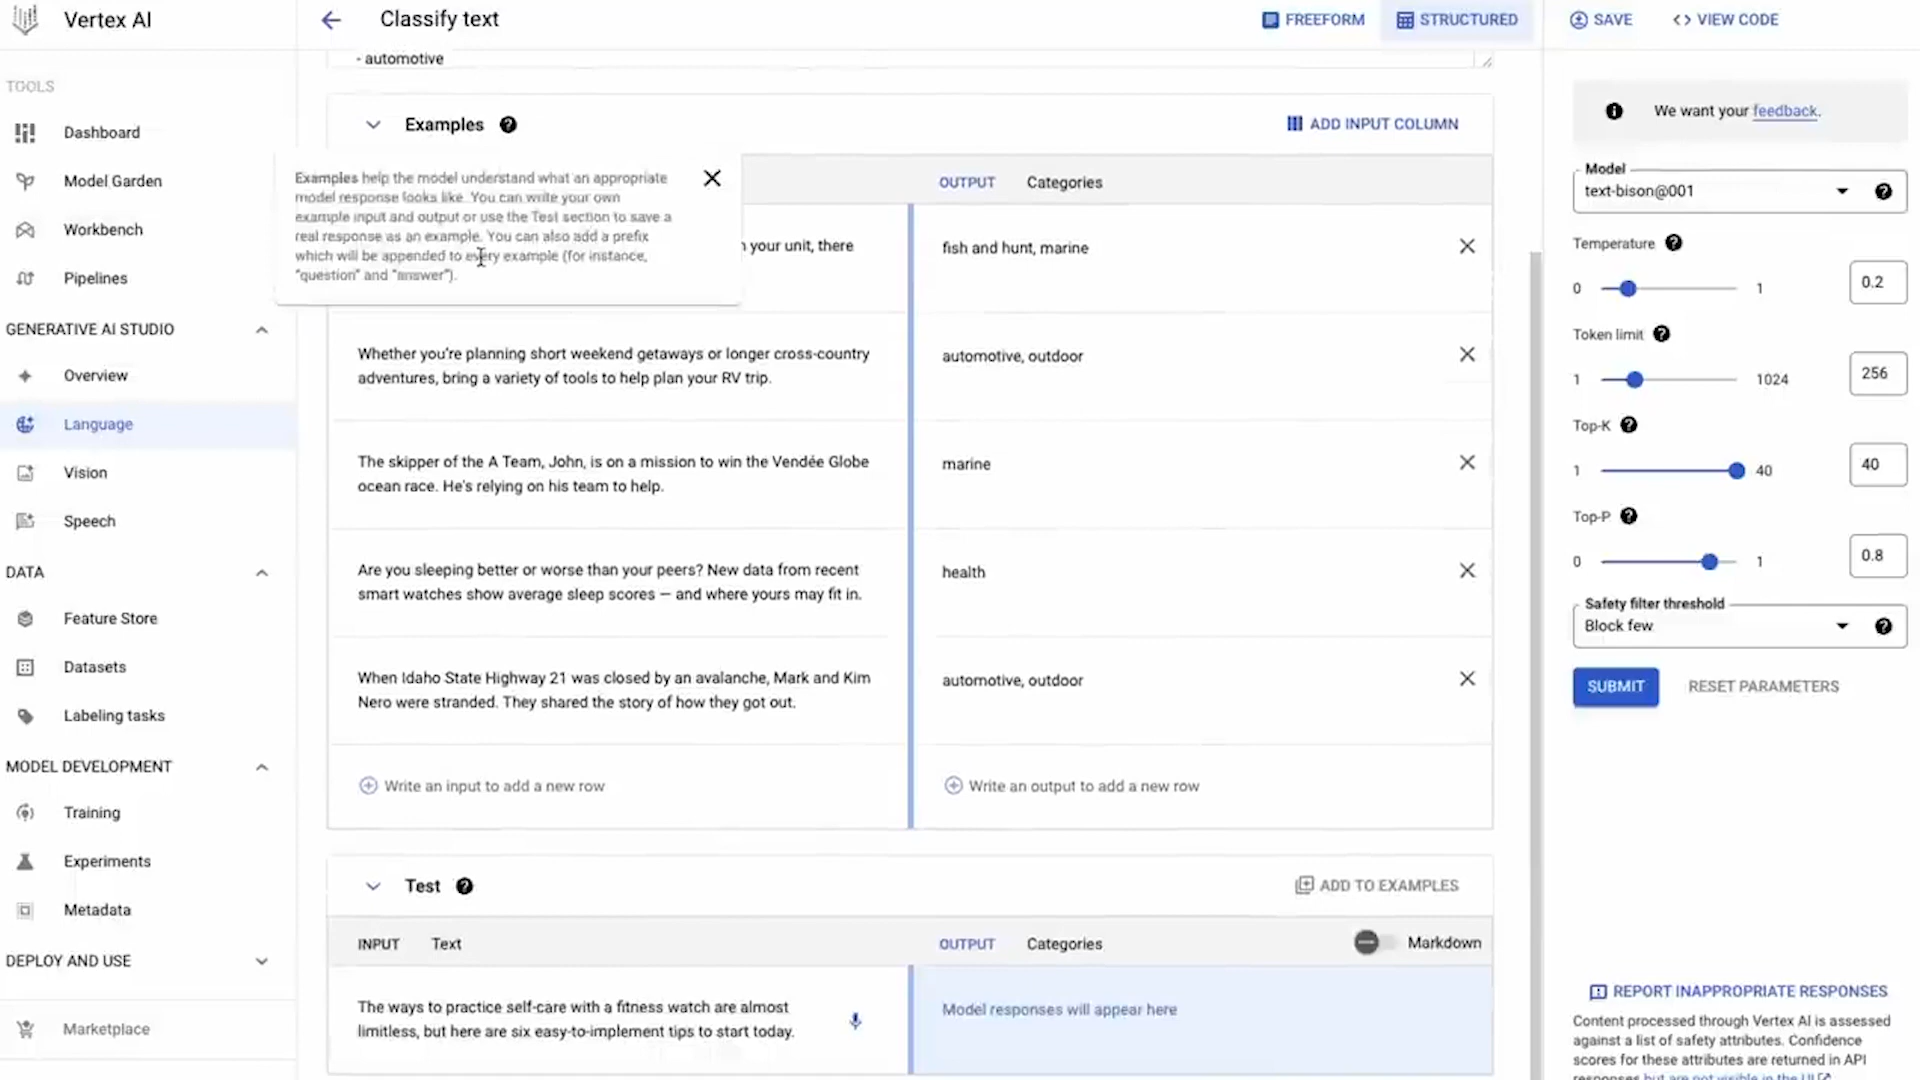 Vertex AI
Classify text
FREEFORM
STRUCTURED
SAVE
<> VIEW CODE
TOOLS
Dashboard
Model Garden
Workbench
Pipelines
GENERATIVE AI STUDIO
Overview
Language
Vision
Speech
DATA
Feature Store
Datasets
Labeling tasks
MODEL DEVELOPMENT
Training
Experiments
Metadata
DEPLOY AND USE
Marketplace
- automotive
Examples
ADD INPUT COLUMN
Examples help the model understand what an appropriate
model response looks like. You can write your own
example input and output or use the Test section to save a
real response as an example. You can also add a prefix
which will be appended to every example (for instance,
"question" and "answer").
OUTPUT Categories
your unit, there
fish and hunt, marine
Whether you're planning short weekend getaways or longer cross-country
adventures, bring a variety of tools to help plan your RV trip.
automotive, outdoor
The skipper of the A Team, John, is on a mission to win the Vendée Globe
ocean race. He's relying on his team to help.
marine
Are you sleeping better or worse than your peers? New data from recent
smart watches show average sleep scores — and where yours may fit in.
health
When Idaho State Highway 21 was closed by an avalanche, Mark and Kim
Nero were stranded. They shared the story of how they got out.
automotive, outdoor
Write an input to add a new row
Write an output to add a new row
Test
ADD TO EXAMPLES
INPUT Text
OUTPUT Categories
Markdown
The ways to practice self-care with a fitness watch are almost
limitless, but here are six easy-to-implement tips to start today.
Model responses will appear here
We want your feedback.
Model
text-bison@001
Temperature
0 1 0.2
Token limit
1 1024 256
Top-K
1 40 40
Top-P
0 1 0.8
Safety filter threshold
Block few
SUBMIT
RESET PARAMETERS
REPORT INAPPROPRIATE RESPONSES
Content processed through Vertex AI is assessed
against a list of safety attributes. Confidence
scores for these attributes are returned in API
responses but are not visible in the UI